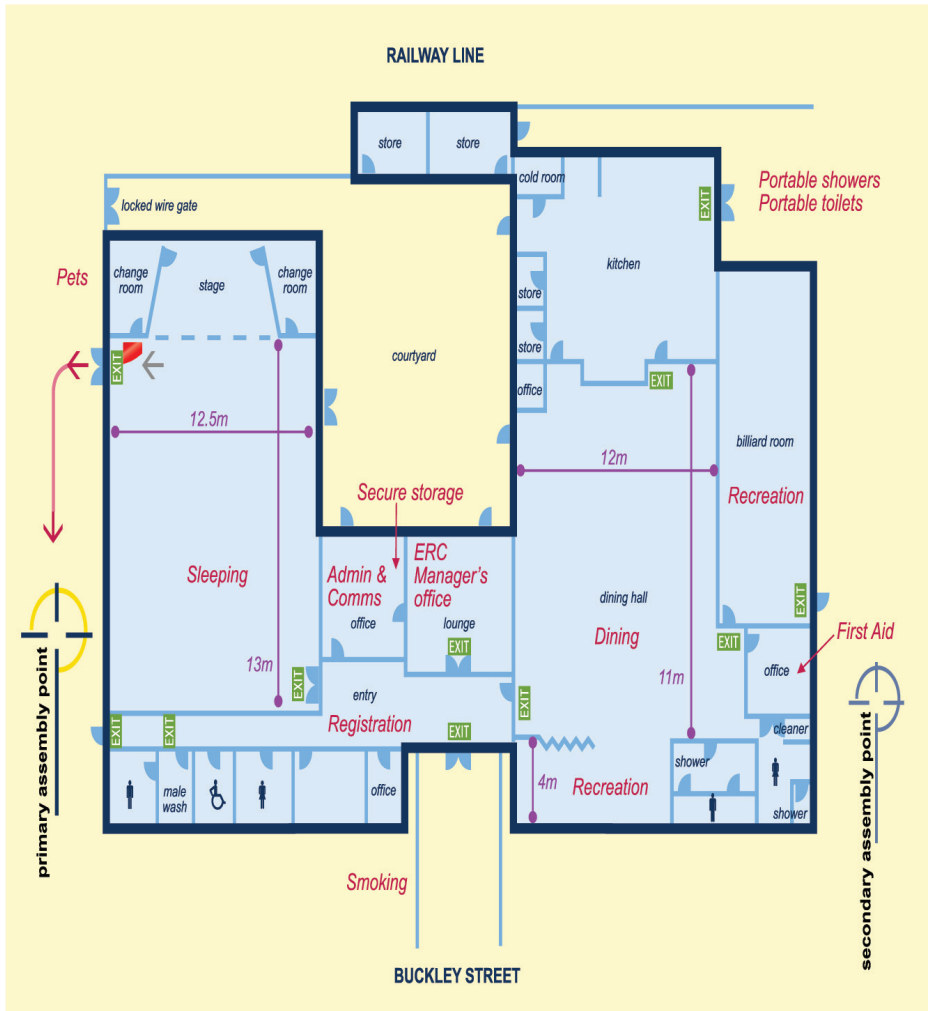 RAILWAY LINE
store
store
locked wire gate
cold room
EXIT
Portable showers
Portable toilets
Pets
change
room
stage
change
room
kitchen
store
store
office
EXIT
EXIT
courtyard
12.5m
12m
billiard room
Recreation
Secure storage
Sleeping
Admin &
Comms
office
ERC
Manager's
office
lounge
EXIT
dining hall
Dining
EXIT
EXIT
First Aid
office
13m
11m
EXIT
entry
Registration
EXIT
EXIT
EXIT
EXIT
cleaner
male
wash
office
4m
Recreation
shower
shower
primary assembly point
secondary assembly point
Smoking
BUCKLEY STREET